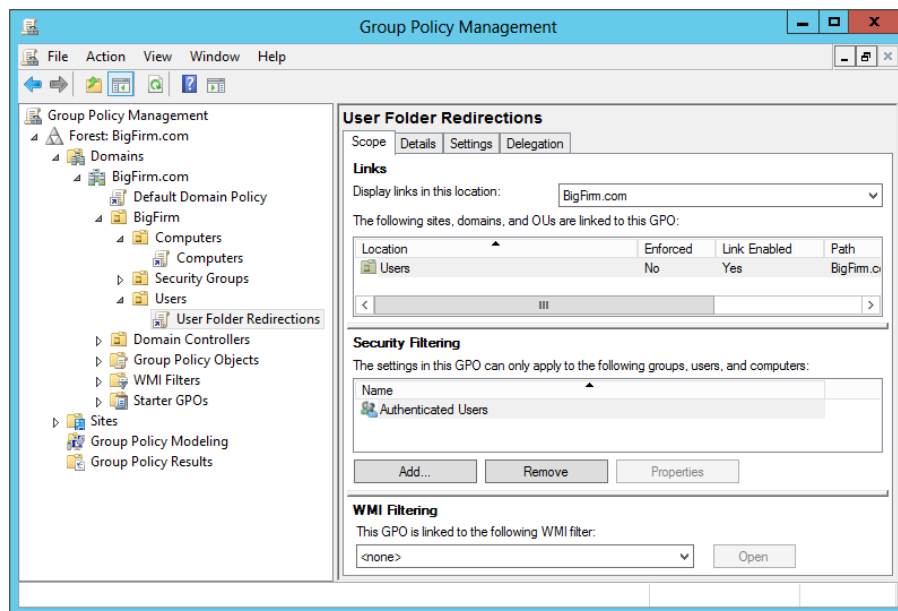 Group Policy Management
File Action View Window Help
Group Policy Management
Forest: BigFirm.com
Domains
BigFirm.com
Default Domain Policy
BigFirm
Computers
Computers
Security Groups
Users
User Folder Redirections
Domain Controllers
Group Policy Objects
WMI Filters
Starter GPOs
Sites
Group Policy Modeling
Group Policy Results
User Folder Redirections
Scope Details Settings Delegation
Links
Display links in this location: BigFirm.com
The following sites, domains, and OUs are linked to this GPO:
Location Enforced Link Enabled Path
Users No Yes BigFirm.c
Security Filtering
The settings in this GPO can only apply to the following groups, users, and computers:
Name
Authenticated Users
Add... Remove Properties
WMI Filtering
This GPO is linked to the following WMI filter:
<none> Open